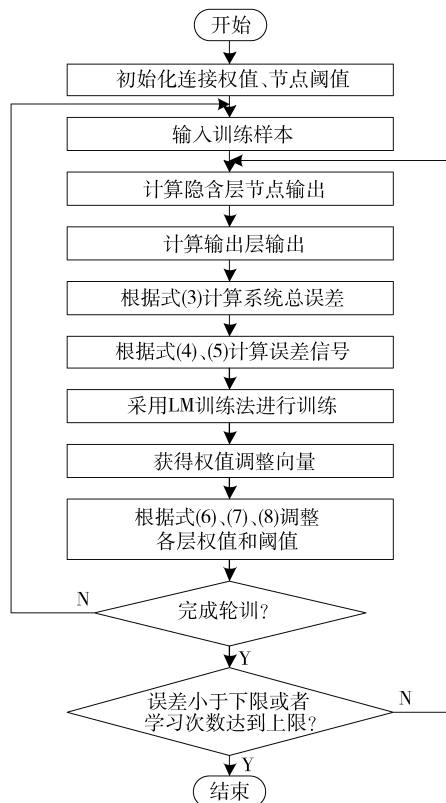 开始
初始化连接权值、节点阈值
输入训练样本
计算隐含层节点输出
计算输出层输出
根据式(3)计算系统总误差
根据式(4)、(5)计算误差信号
采用LM训练法进行训练
获得权值调整向量
根据式(6)、(7)、(8)调整
各层权值和阈值
N
完成轮训?
Y
误差小于下限或者
学习次数达到上限?
N
Y
结束